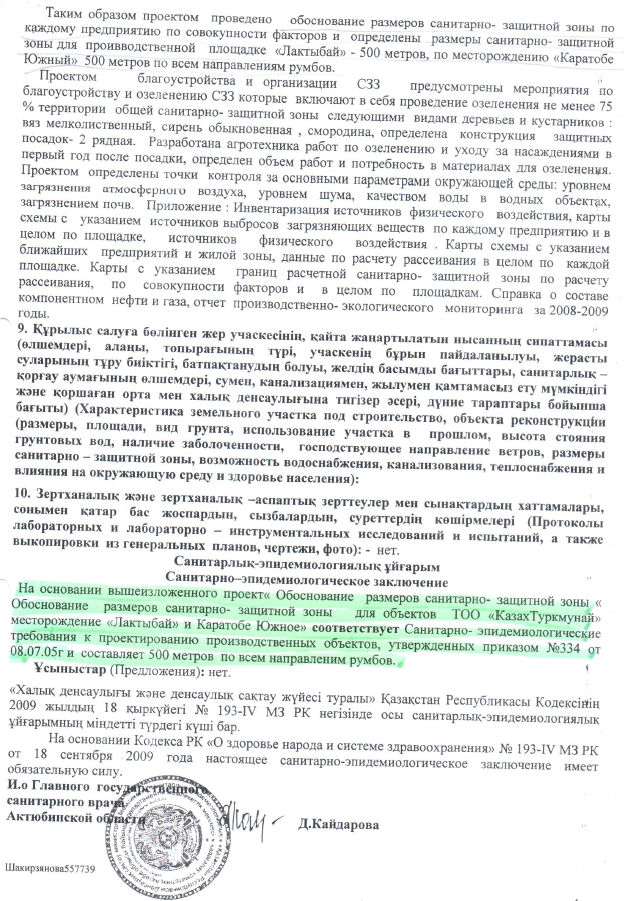 Таким образом проектом проведено обоснование размеров санитарно- защитной зоны по
каждому предприятию по совокупности факторов и определены размеры санитарно- защитной
зоны для проивводственной площадке «Лактыбай» - 500 метров, по месторождению «Каратобе
Южный» 500 метров по всем направлениям румбов.
Проектом благоустройства и организации СЗЗ предусмотрены мероприятия по
благоустройству и озеленению СЗЗ которые включают в себя проведение озеленения не менее 75
% территории общей санитарно- защитной зоны следующими видами деревьев и кустарников :
вяз мелколиственный, сирень обыкновенная , смородина, определена конструкция защитных
посадок- 2 рядная. Разработана агротехника работ по озеленению и уходу за насаждениями в
первый год после посадки, определен объем работ и потребность в материалах для озеленения.
Проектом определены точки контроля за основными параметрами окружающей среды: уровнем
загрязнения атмосферного воздуха, уровнем шума, качеством воды в водных объектах,
загрязнением почв. Приложение : Инвентаризация источников физического воздействия, карты
схемы с указанием источников выбросов загрязняющих веществ по каждому предприятию и в
целом по площадке, источников физического воздействия . Карты схемы с указанием
ближайших предприятий и жилой зоны, данные по расчету рассеивания в целом по каждой
площадке. Карты с указанием границ расчетной санитарно- защитной зоны по расчету
рассеивания, по совокупности факторов и в целом по площадкам. Справка о составе
компонентном нефти и газа, отчет производственно- экологического мониторинга за 2008-2009
годы.
9. Құрылыс салуға бөлінген жер учаскесінің, қайта жаңартылатын нысанның сипаттамасы
(өлшемдері, алаңы, топырағының түрі, учаскенің бұрын пайдаланылуы, жерасты
суларының тұру биіктігі, батпақтанудың болуы, желдің басымды бағыттары, санитарлық –
қорғау аумағының өлшемдері, сумен, канализациямен, жылумен қамтамасыз ету мүмкіндігі
және қоршаған орта мен халық денсаулығына тигізер әсері, дүние тараптары бойынша
бағыты) (Характеристика земельного участка под строительство, объекта реконструкции
(размеры, площади, вид грунта, использование участка в прошлом, высота стояния
грунтовых вод, наличие заболоченности, господствующее направление ветров, размеры
санитарно – защитной зоны, возможность водоснабжения, канализования, теплоснабжения и
влияния на окружающую среду и здоровье населения):
10. Зертханалық және зертханалық –аспаптық зерттеулер мен сынақтардың хаттамалары,
сонымен қатар бас жоспардын, сызбалардын, суреттердің көшірмелері (Протоколы
лабораторных и лабораторно – инструментальных исследований и испытаний, а также
выкопировки из генеральных планов, чертежи, фото): - нет.
Санитарлық-эпидемиологиялық ұйғарым
Санитарно–эпидемиологическое заключение
На основании вышеизложенного проект« Обоснование размеров санитарно- защитной зоны «
Обоснование размеров санитарно- защитной зоны для объектов ТОО «КазахТуркмунай»
месторождение «Лактыбай» и Каратобе Южное» соответствует Санитарно- эпидемиологические
требования к проектированию производственных объектов, утвержденных приказом №334 от
08.07.05г и составляет 500 метров по всем направленим румбов.
Ұсыныстар (Предложения): нет.
«Халық денсаулығы және денсаулық сақтау жүйесі туралы» Қазақстан Республикасы Кодексінің
2009 жылдың 18 қыркүйегі № 193-IV МЗ РК негізінде осы санитарлық-эпидемиологиялық
ұйғарымның міндетті түрдегі күші бар.
На основании Кодекса РК «О здоровье народа и системе здравоохранения» № 193-IV МЗ РК
от 18 сентября 2009 года настоящее санитарно-эпидемиологическое заключение имеет
обязательную силу.
И.о Главного государственного
санитарного врача
Актюбинской области
Д.Кайдарова
Шакирзянова557739